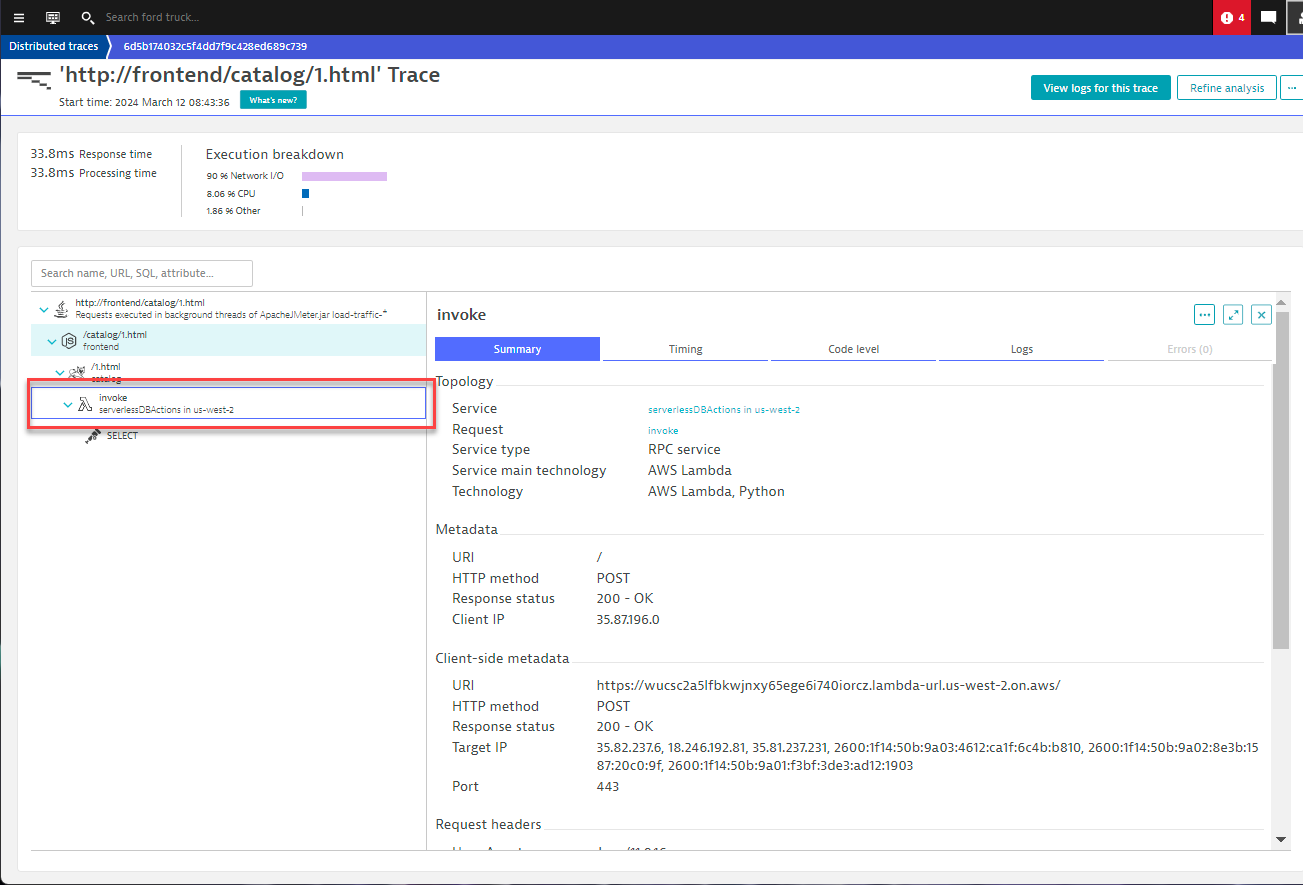 Search ford truck...
4
Distributed traces
6d5b174032c5f4dd7f9c428ed689c739
'http://frontend/catalog/1.html' Trace
Start time: 2024 March 12 08:43:36
What's new?
View logs for this trace
Refine analysis
33.8ms Response time
33.8ms Processing time
Execution breakdown
90 % Network I/O
8.06 % CPU
1.86 % Other
Search name, URL, SQL, attribute...
http://frontend/catalog/1.html
Requests executed in background threads of ApacheJMeter.jar load-traffic-*
/catalog/1.html
frontend
/1.html
catalog
invoke
serverlessDBActions in us-west-2
SELECT
invoke
Summary
Timing
Code level
Logs
Errors (0)
Topology
Service serverlessDBActions in us-west-2
Request invoke
Service type RPC service
Service main technology AWS Lambda
Technology AWS Lambda, Python
Metadata
URI /
HTTP method POST
Response status 200 - OK
Client IP 35.87.196.0
Client-side metadata
URI https://wucsc2a5lfbkwjnxy65ege6i740iorcz.lambda-url.us-west-2.on.aws/
HTTP method POST
Response status 200 - OK
Target IP 35.82.237.6, 18.246.192.81, 35.81.237.231, 2600:1f14:50b:9a03:4612:ca1f:6c4b:b810, 2600:1f14:50b:9a02:8e3b:15
87:20c0:9f, 2600:1f14:50b:9a01:f3bf:3de3:ad12:1903
Port 443
Request headers